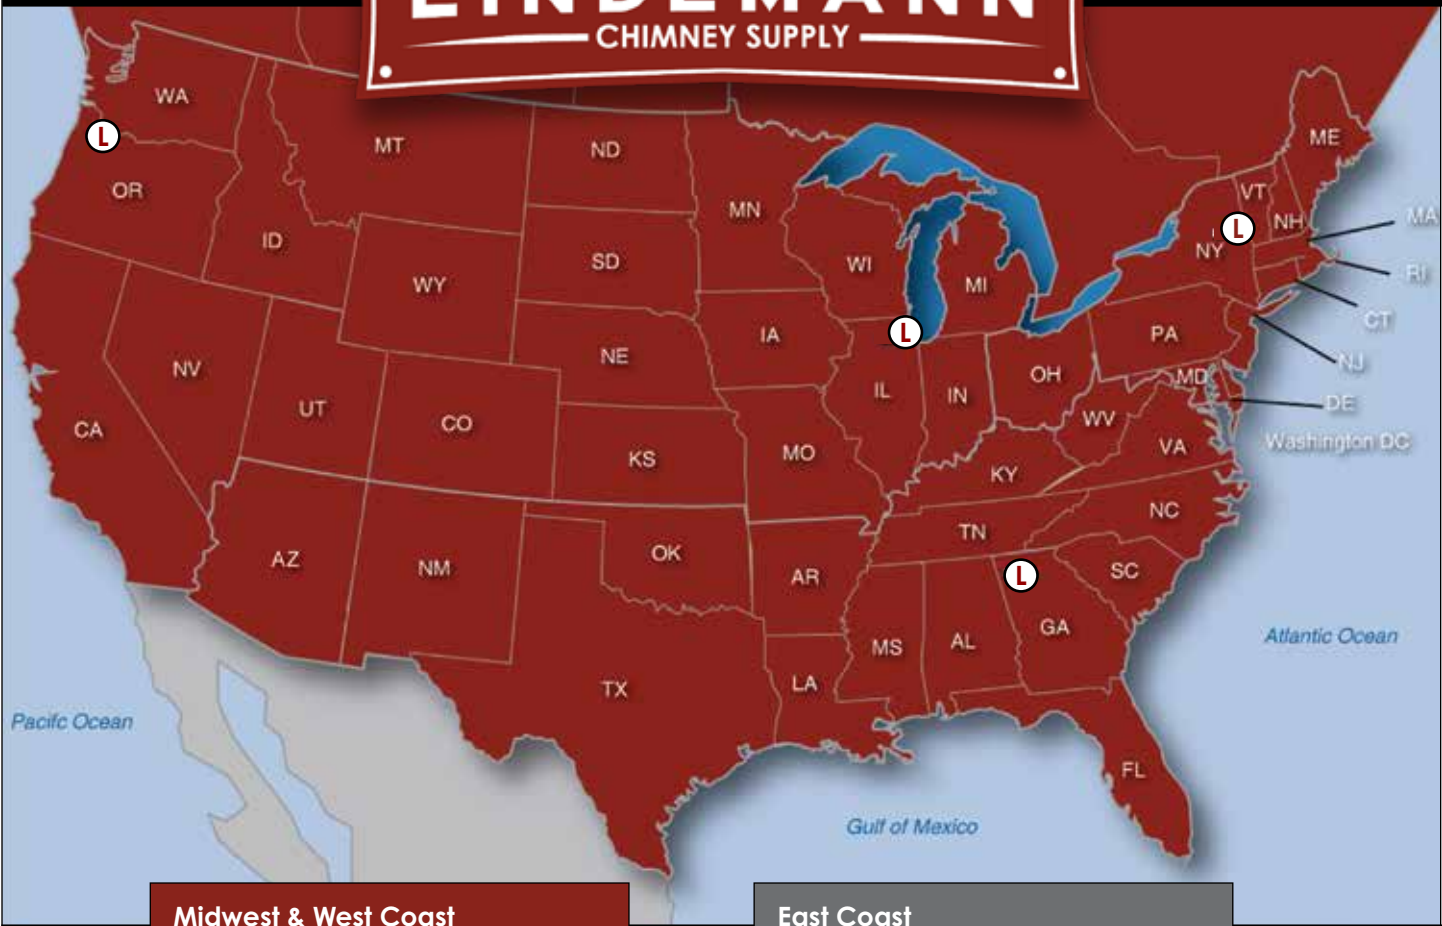 LINDEMANN
CHIMNEY SUPPLY
WA
L
MT
ND
ME
OR
MN
VT
MA
NH
L
ID
SD
WI
NY
RI
WY
MI
CT
L
IA
PA
NE
NJ
NV
OH
MD
IL
IN
DE
UT
CO
WV
CA
Washington DC
KS
MO
VA
KY
NC
TN
AZ
OK
NM
AR
L
SC
GA
Atlantic Ocean
MS
AL
TX
LA
Pacifc Ocean
FL
Gulf of Mexico
Midwest & West Coast
East Coast